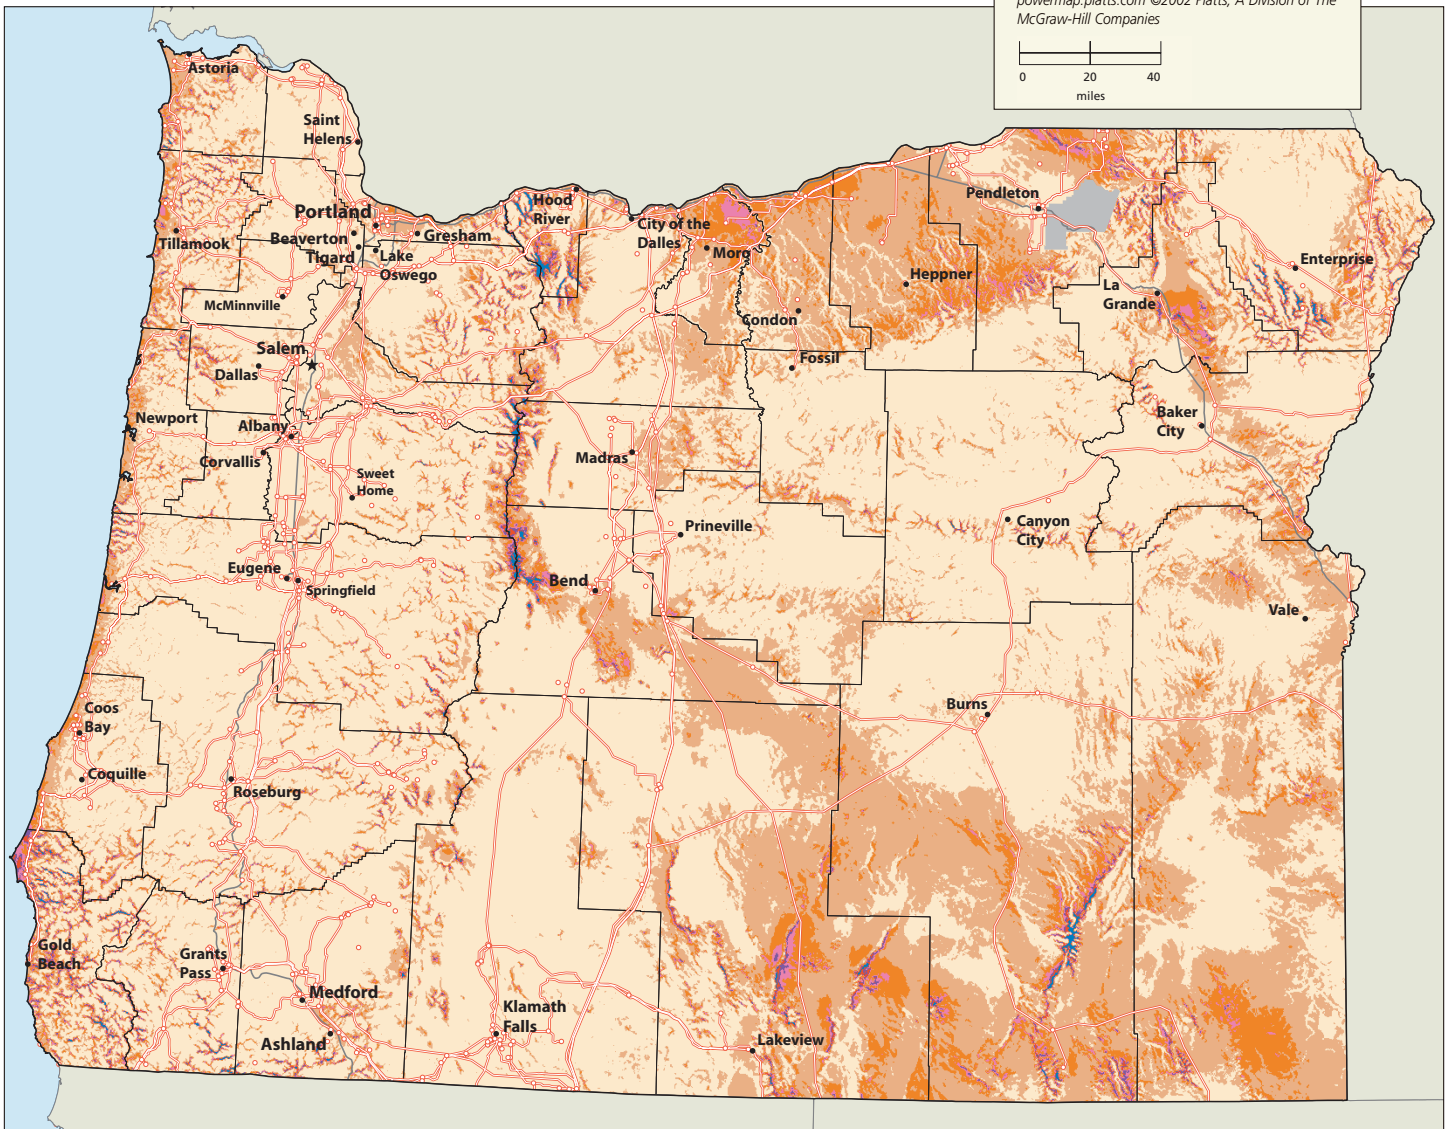 powermap.platts.com ©2002 Platts, A Division of The
McGraw-Hill Companies
0 20 40
miles
Astoria
Saint
Helens
Portland
Hood
River
Pendleton
Tillamook
Beaverton
Tigard
Lake
Oswego
Gresham
City of the
Dalles
Moro
Heppner
Enterprise
La
Grande
McMinnville
Condon
Salem
Dallas
Fossil
Newport
Albany
Corvallis
Baker
City
Madras
Sweet
Home
Prineville
Canyon
City
Eugene
Springfield
Bend
Vale
Coos
Bay
Burns
Coquille
Roseburg
Gold
Beach
Grants
Pass
Medford
Klamath
Falls
Ashland
Lakeview